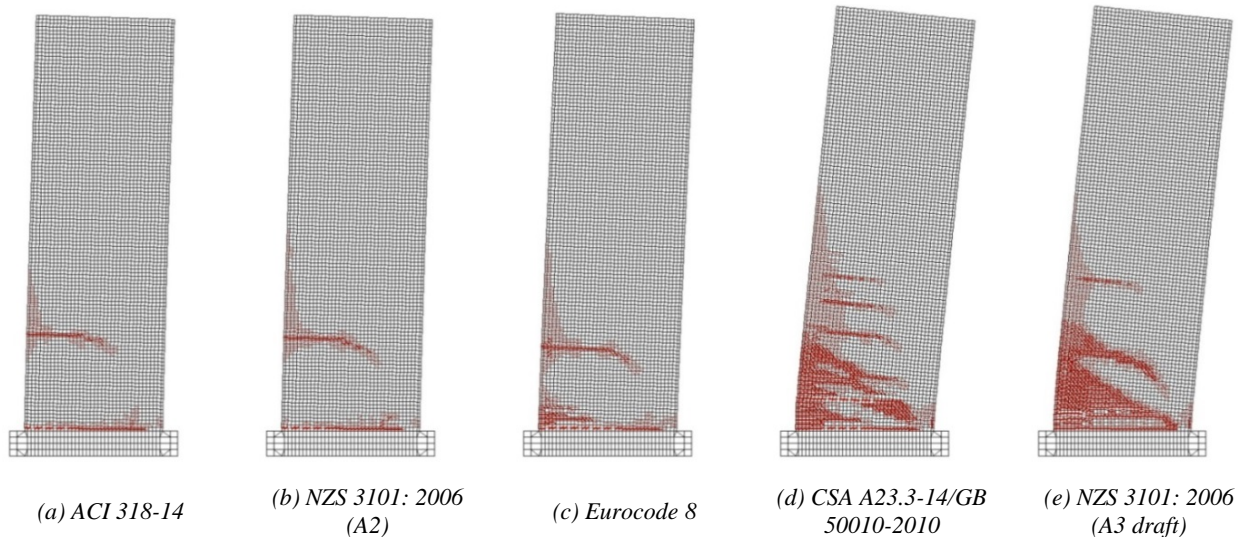 (a) ACI 318-14
(b) NZS 3101: 2006
(A2)
(c) Eurocode 8
(d) CSA A23.3-14/GB
50010-2010
(e) NZS 3101: 2006
(A3 draft)